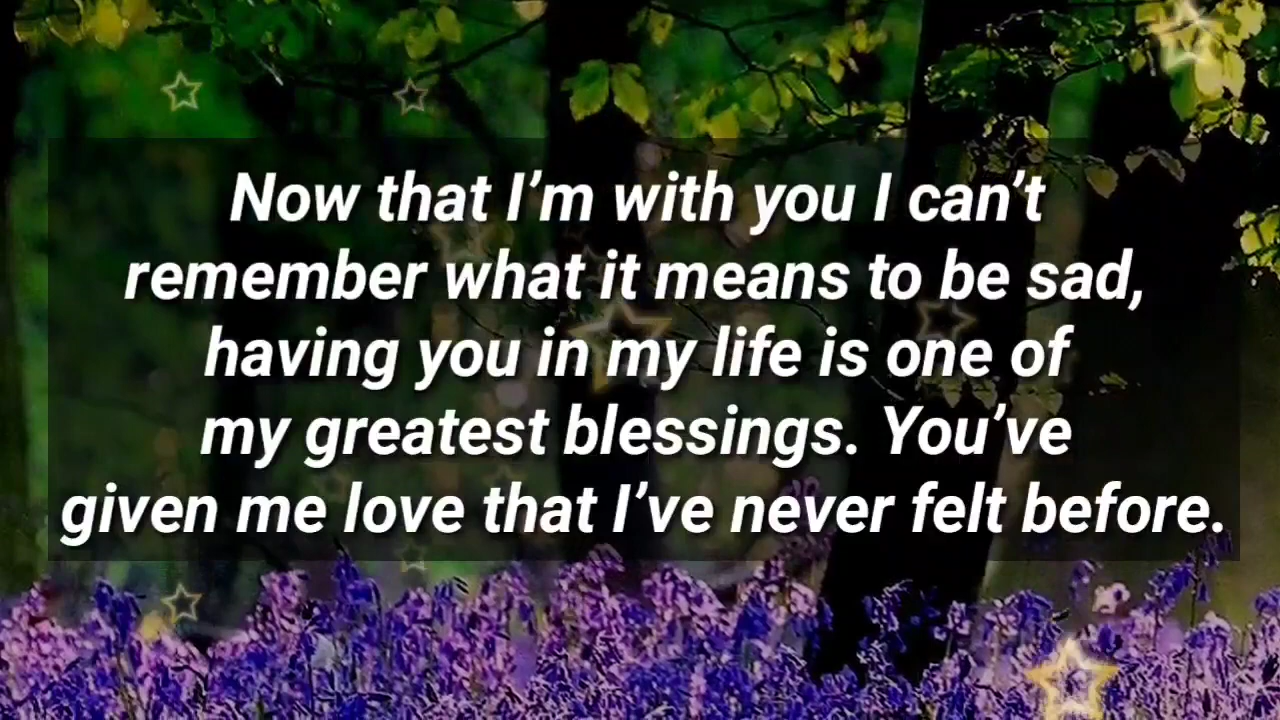 Now that I’m with you I can’t
remember what it means to be sad,
having you in my life is one of
my greatest blessings. You’ve
given me love that I’ve never felt before.